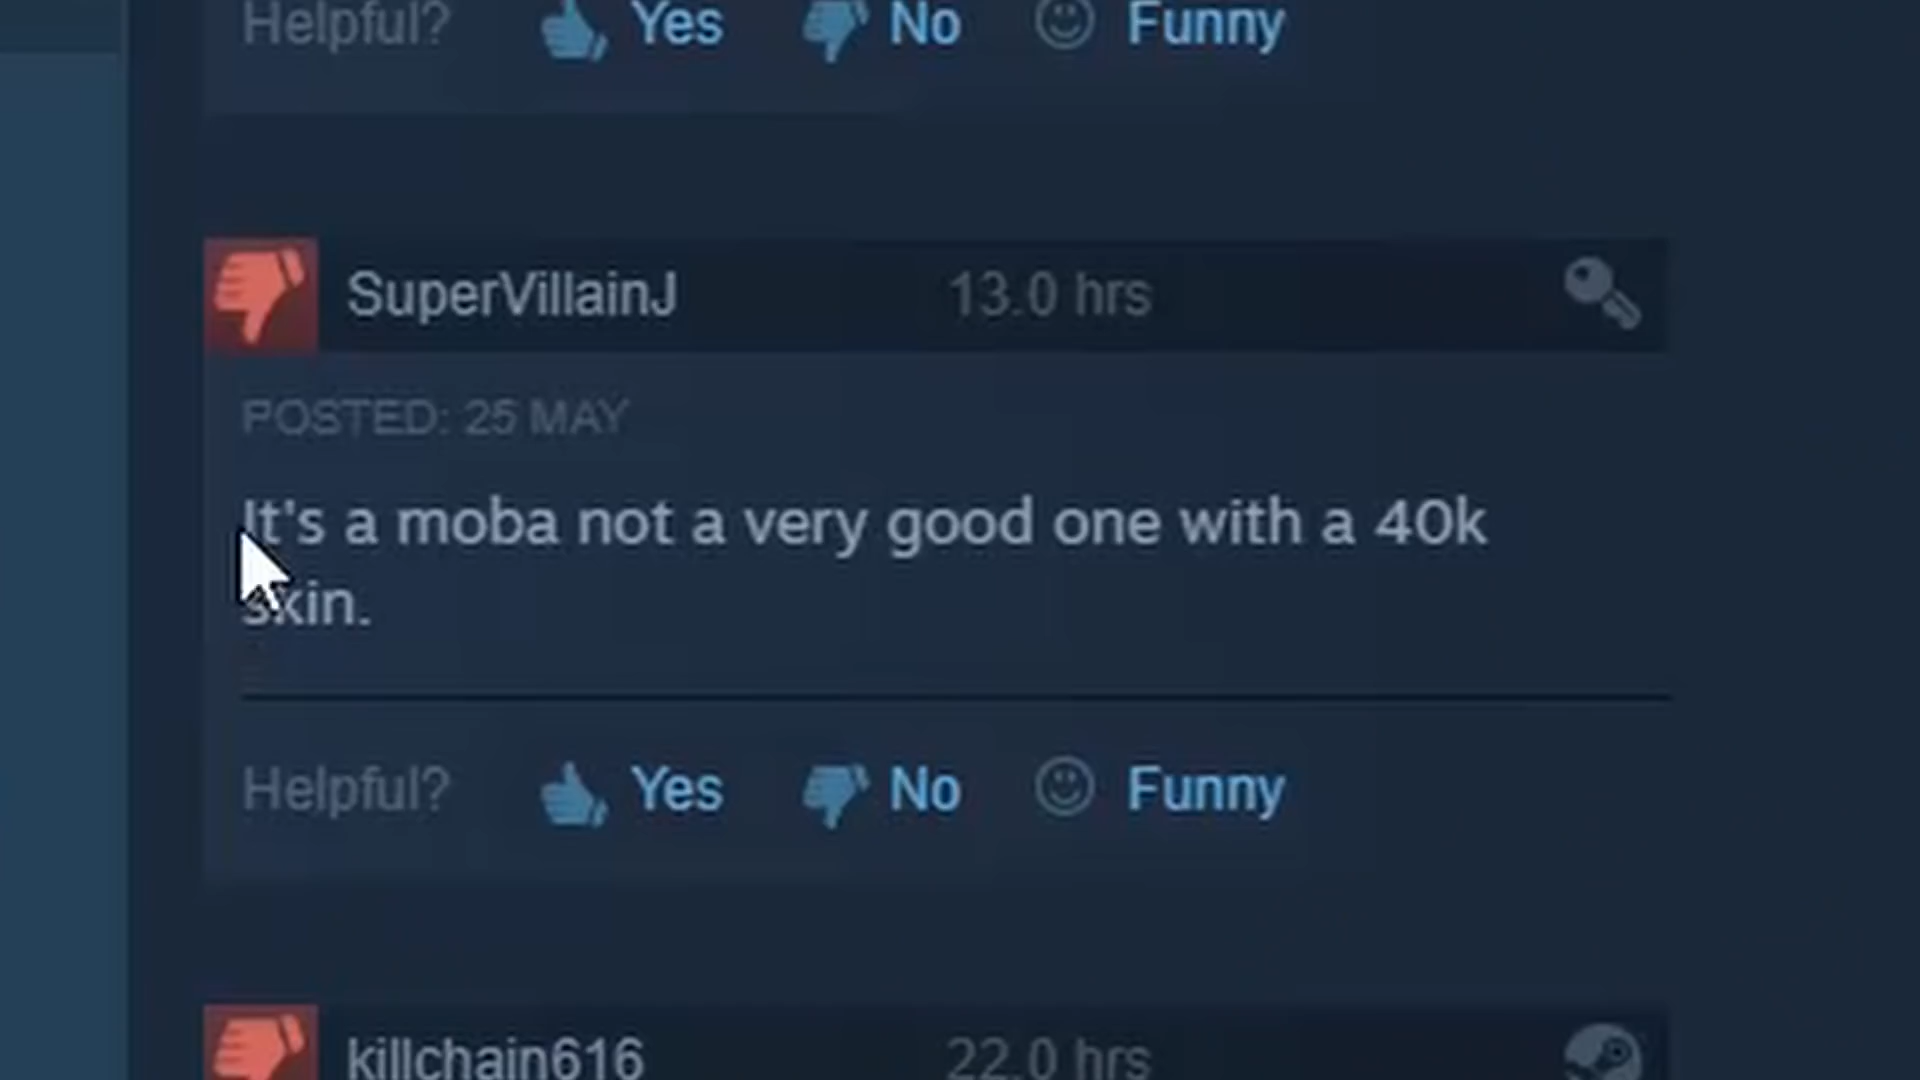 Helpful? Yes No Funny
SuperVillainJ 13.0 hrs
POSTED: 25 MAY
It's a moba not a very good one with a 40k
skin.
Helpful? Yes No Funny
killchain616 22.0 hrs